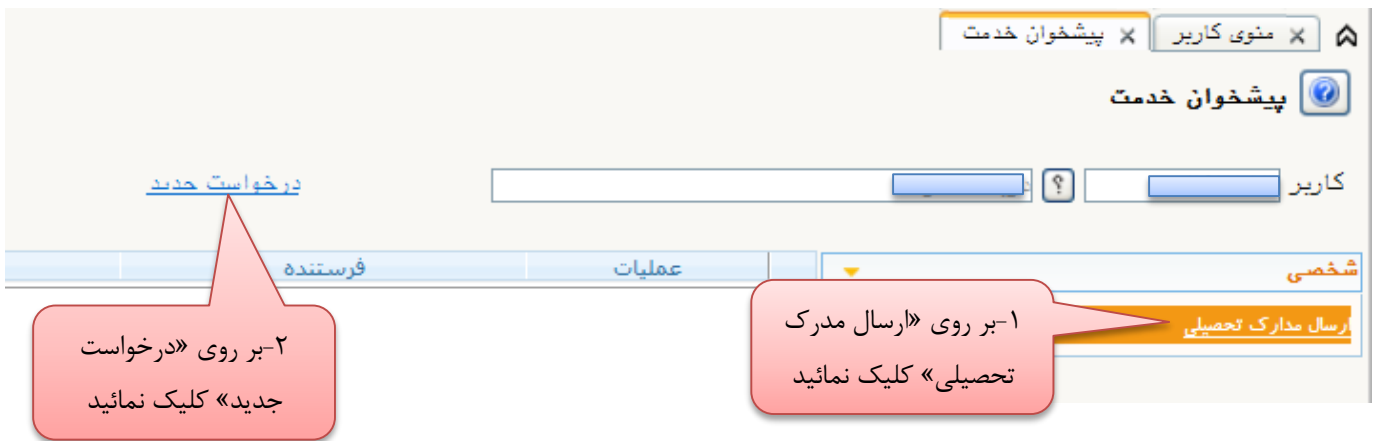 منوی کاربر
پیشخوان خدمت
پیشخوان خدمت
کاربر
؟
درخواست جدید
شخصی
عملیات
فرستنده
ارسال مدارک تحصیلی
۱-بر روی «ارسال مدرک
تحصیلی» کلیک نمائید
۲-بر روی «درخواست
جدید» کلیک نمائید